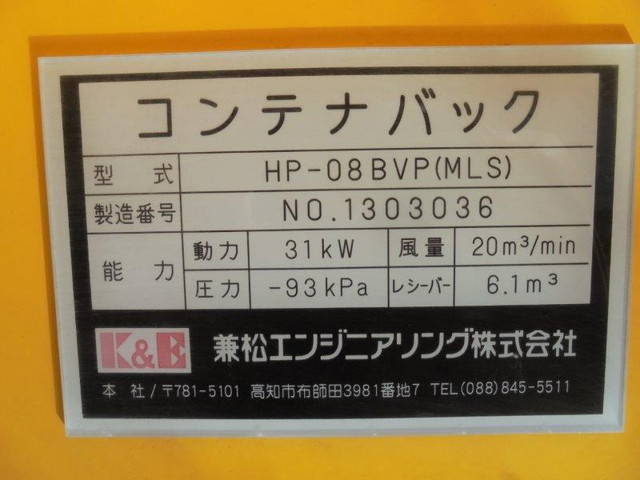 コンテナバック
型式 HP-08BVP(MLS)
製造番号 NO.1303036
能力 動力 31kW 風量 20m³/min
圧力 -93kPa レシーバー 6.1m³
K&E 兼松エンジニアリング株式会社
本 社/〒781-5101 高知市布師田3981番地7 TEL(088)845-5511